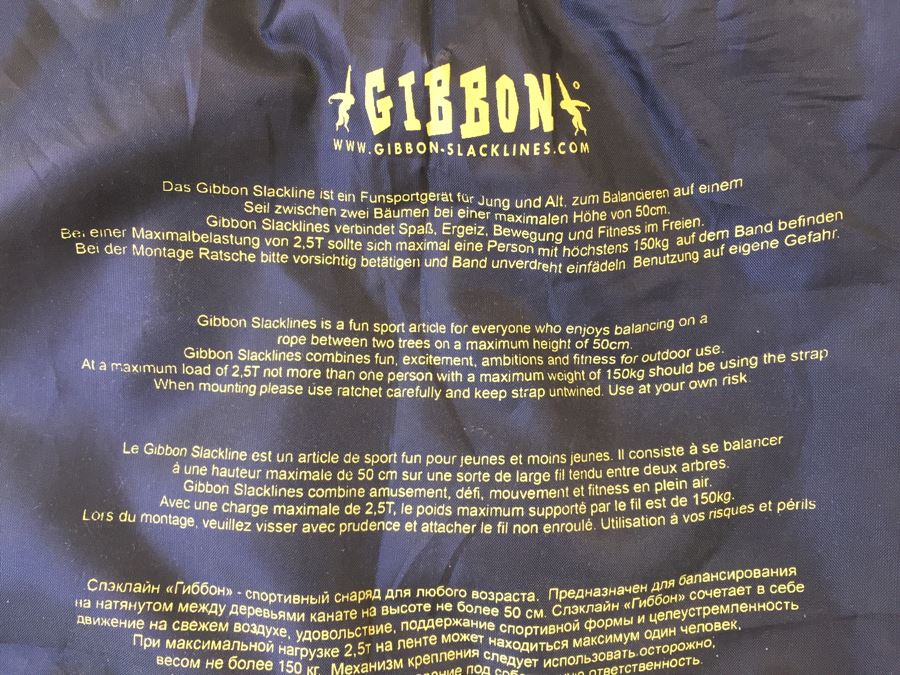 GIBBON
WWW.GIBBON-SLACKLINES.COM
Das Gibbon Slackline ist ein Funsportgerät für Jung und Alt, zum Balancieren auf einem
Seil zwischen zwei Bäumen bei einer maximalen Höhe von 50cm.
Gibbon Slacklines verbindet Spaß, Ergeiz, Bewegung und Fitness im Freien.
Bei einer Maximalbelastung von 2,5T sollte sich maximal eine Person mit höchstens 150kg auf dem Band befinden
Bei der Montage Ratsche bitte vorsichtig betätigen und Band unverdreht einfädeln Benutzung auf eigene Gefahr.
Gibbon Slacklines is a fun sport article for everyone who enjoys balancing on a
rope between two trees on a maximum height of 50cm.
Gibbon Slacklines combines fun, excitement, ambitions and fitness for outdoor use.
At a maximum load of 2,5T not more than one person with a maximum weight of 150kg should be using the strap
When mounting please use ratchet carefully and keep strap untwined. Use at your own risk.
Le Gibbon Slackline est un article de sport fun pour jeunes et moins jeunes. Il consiste à se balancer
à une hauteur maximale de 50 cm sur une sorte de large fil tendu entre deux arbres.
Gibbon Slacklines combine amusement, défi, mouvement et fitness en plein air.
Avec une charge maximale de 2,5T, le poids maximum supporté par le fil est de 150kg.
Lors du montage, veuillez visser avec prudence et attacher le fil non enroulé. Utilisation à vos risques et périls
Слэклайн «Гиббон» - спортивный снаряд для любого возраста. Предназначен для балансирования
на натянутом между деревьями канате на высоте не более 50 см. Слэклайн «Гиббон» сочетает в себе
движение на свежем воздухе, удовольствие, поддержание спортивной формы и целеустремленность
При максимальной нагрузке 2,5т на ленте может находиться максимум один человек,
весом не более 150 кг. Механизм крепления следует использовать осторожно;
под ответственность.